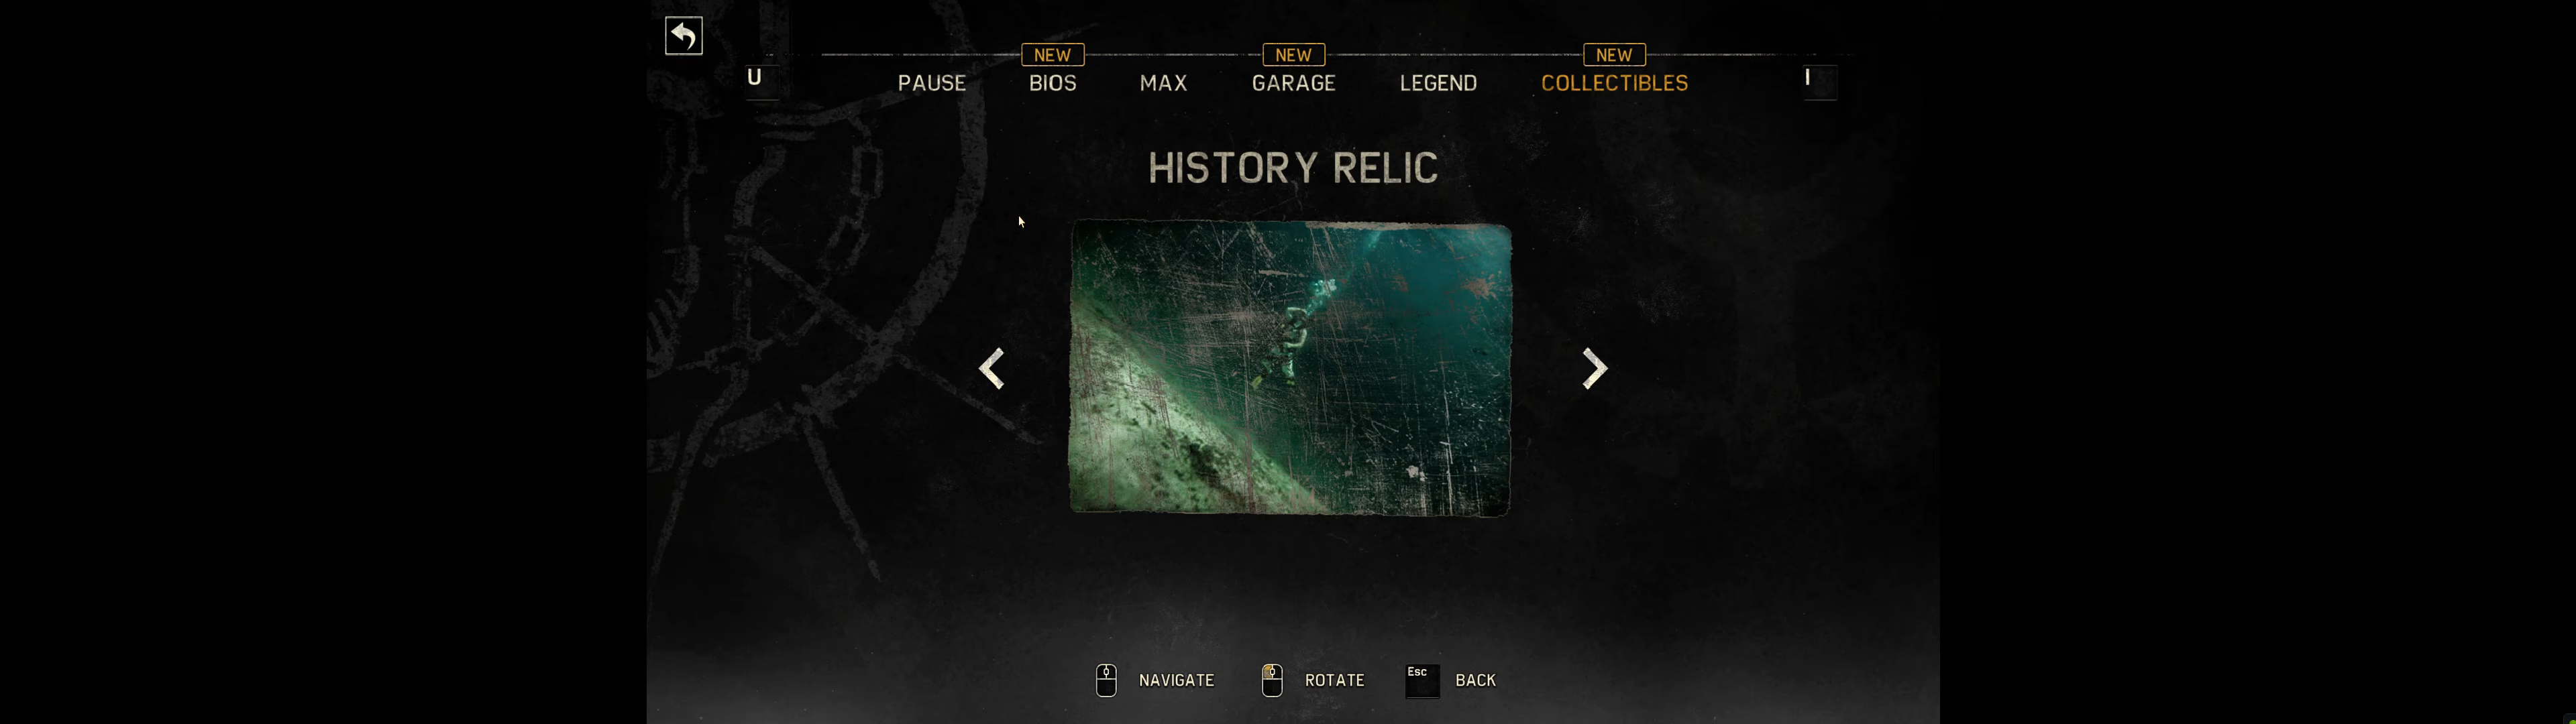 NEW NEW NEW
U PAUSE BIOS MAX GARAGE LEGEND COLLECTIBLES I
HISTORY RELIC
NAVIGATE ROTATE Esc BACK